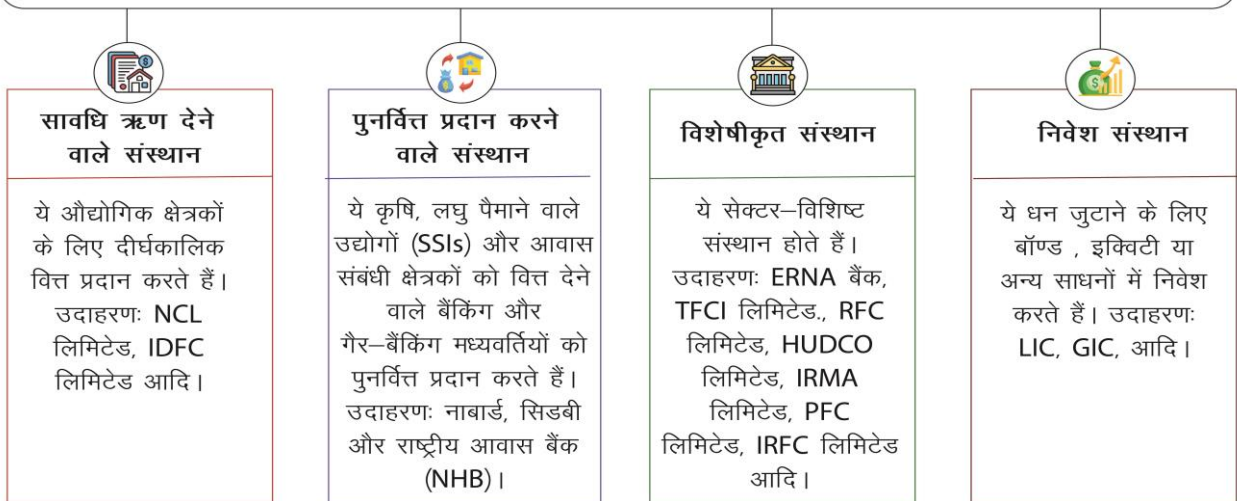 सावधि ऋण देने
वाले संस्थान
ये औद्योगिक क्षेत्रकों
के लिए दीर्घकालिक
वित्त प्रदान करते हैं।
उदाहरणः NCL
लिमिटेड, IDFC
लिमिटेड आदि।
पुनर्वित्त प्रदान करने
वाले संस्थान
ये कृषि, लघु पैमाने वाले
उद्योगों (SSIs) और आवास
संबंधी क्षेत्रकों को वित्त देने
वाले बैंकिंग और
गैर–बैंकिंग मध्यवर्तियों को
पुनर्वित्त प्रदान करते हैं।
उदाहरणः नाबार्ड, सिडबी
और राष्ट्रीय आवास बैंक
(NHB)।
विशेषीकृत संस्थान
ये सेक्टर–विशिष्ट
संस्थान होते हैं।
उदाहरणः ERNA बैंक,
TFCI लिमिटेड., RFC
लिमिटेड, HUDCO
लिमिटेड, IRMA
लिमिटेड, PFC
लिमिटेड, IRFC लिमिटेड
आदि।
निवेश संस्थान
ये धन जुटाने के लिए
बॉण्ड , इक्विटी या
अन्य साधनों में निवेश
करते हैं। उदाहरणः
LIC, GIC, आदि।